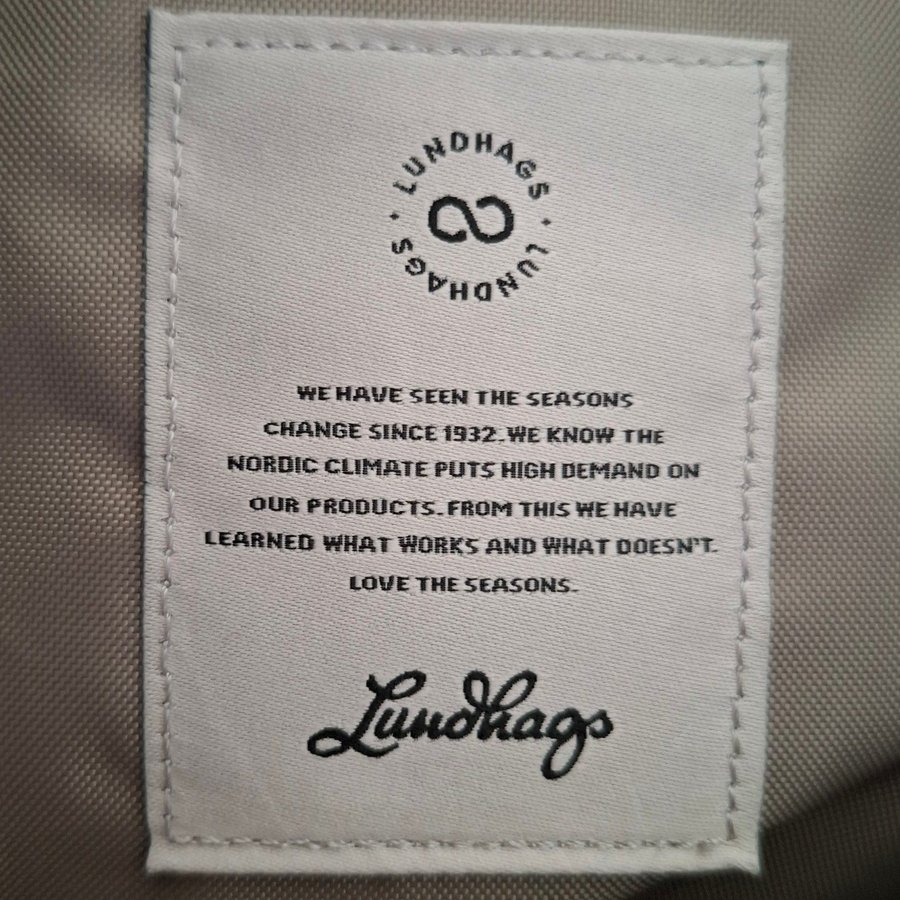 LUNDHAGS · LUNDHAGS ·
WE HAVE SEEN THE SEASONS
CHANGE SINCE 1932. WE KNOW THE
NORDIC CLIMATE PUTS HIGH DEMAND ON
OUR PRODUCTS. FROM THIS WE HAVE
LEARNED WHAT WORKS AND WHAT DOESN'T.
LOVE THE SEASONS.
Lundhags